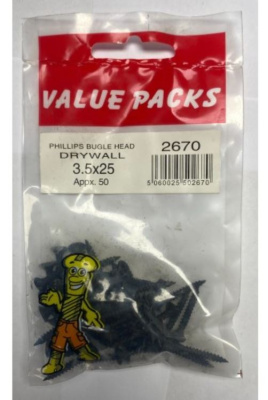 VALUE PACKS
PHILLIPS BUGLE HEAD
DRYWALL
3.5x25
Appx. 50
2670
5 060025 502670